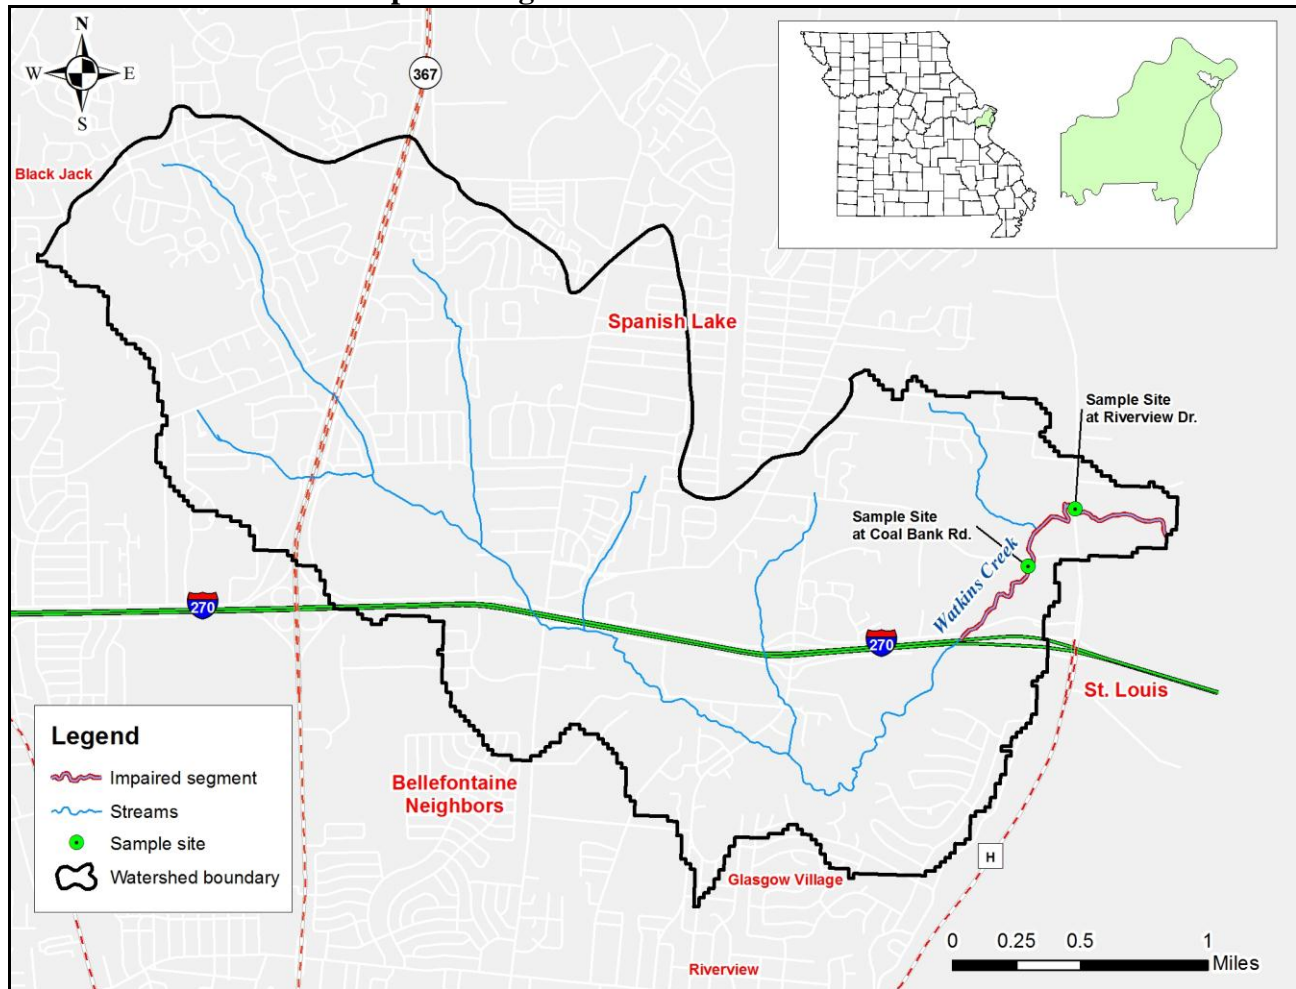 N
W E
S
367
Black Jack
Spanish Lake
Sample Site
at Riverview Dr.
Sample Site
at Coal Bank Rd.
Watkins Creek
270
270
St. Louis
Legend
Impaired segment
Streams
Sample site
Watershed boundary
Bellefontaine
Neighbors
H
Glasgow Village
Riverview
0 0.25 0.5 1
Miles